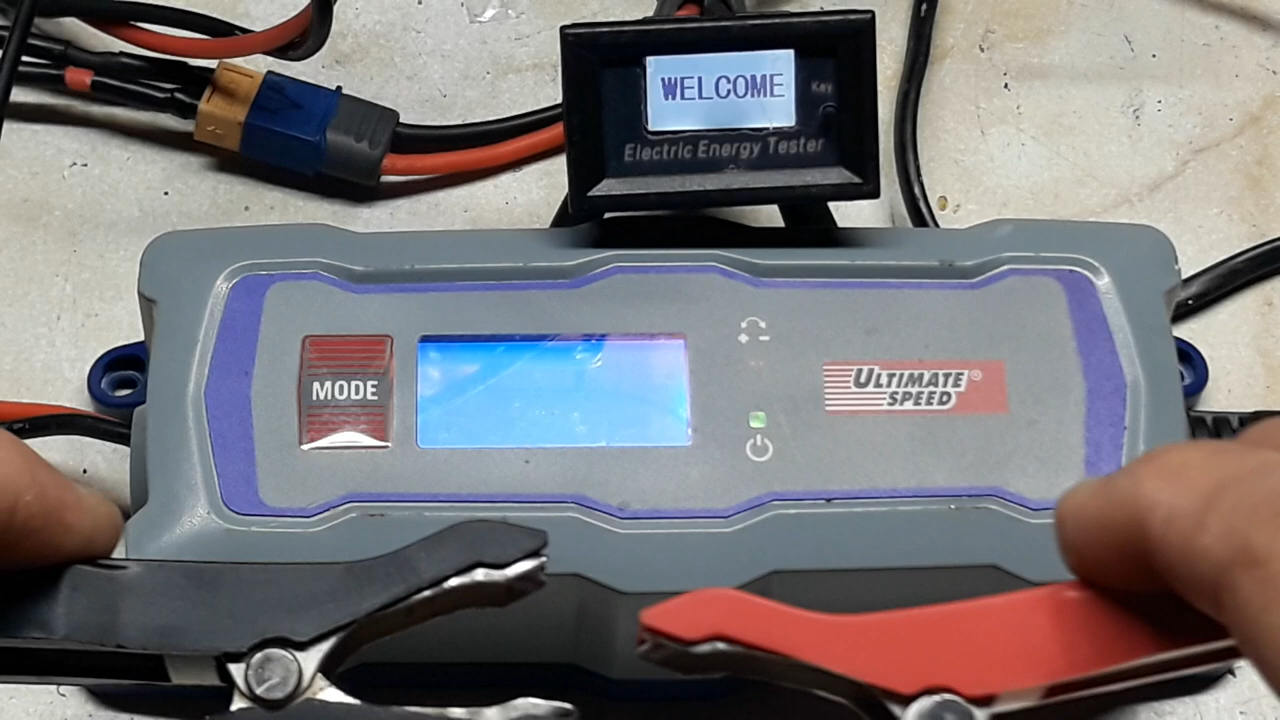 WELCOME
Key
Electric Energy Tester
MODE
ULTIMATE
SPEED®